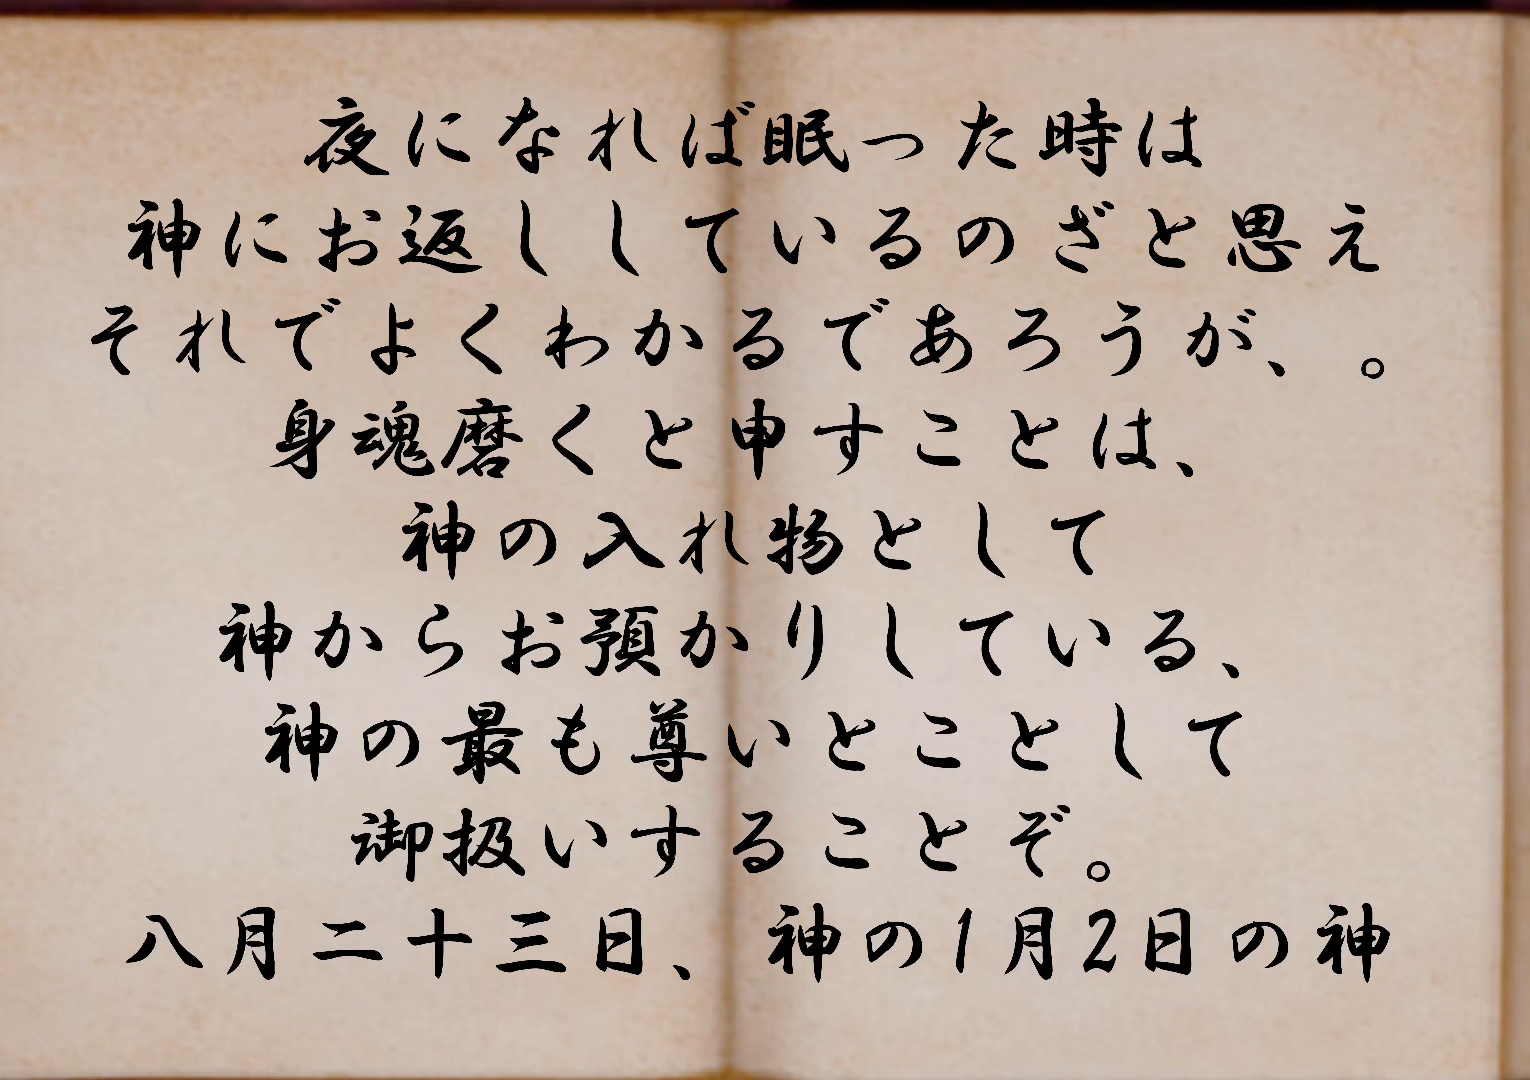 夜になれば眠った時は
神にお返ししているのざと思え
それでよくわかるであろうが、。
身魂磨くと申すことは、
神の入れ物として
神からお預かりしている、
神の最も尊いとことして
御扱いすることぞ。
八月二十三日、神の1月2日の神